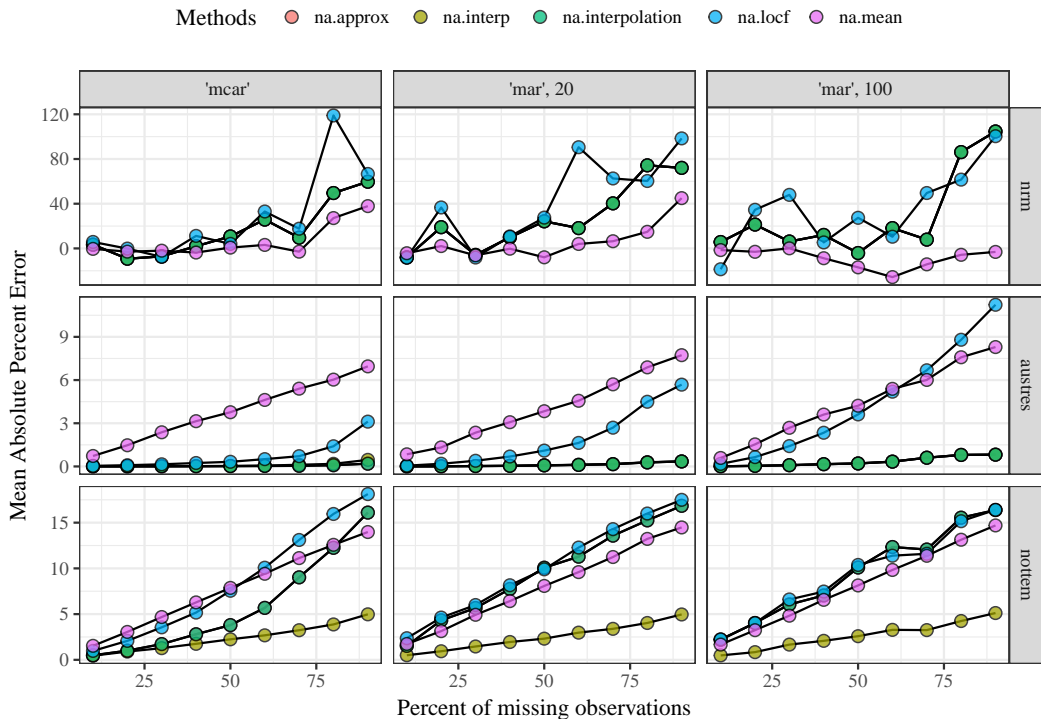 Methods na.approx na.interp na.interpolation na.locf na.mean
'mcar' 'mar', 20 'mar', 100
Mean Absolute Percent Error
120
80
40
0
nrm
9
6
3
0
austres
15
10
5
0
nottem
25 50 75 25 50 75 25 50 75
Percent of missing observations